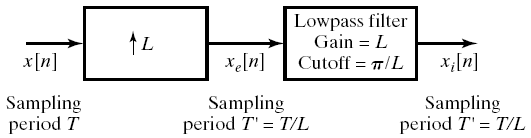 ↑L
Lowpass filter
Gain = L
Cutoff = π/L
x[n]
xₑ[n]
xᵢ[n]
Sampling
period T
Sampling
period T' = T/L
Sampling
period T' = T/L